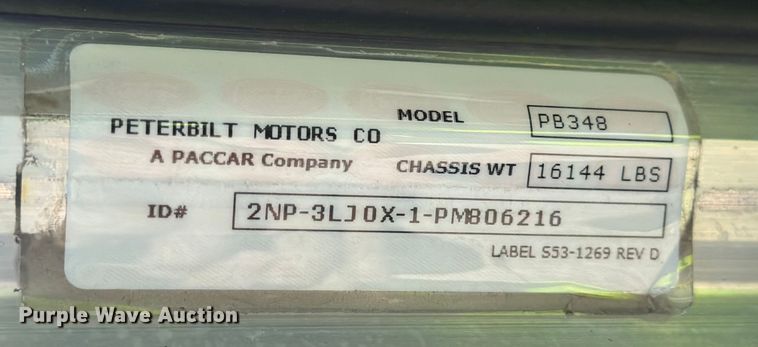 MODEL PB348
PETERBILT MOTORS CO
A PACCAR Company CHASSIS WT 16144 LBS
ID# 2NP-3LJ0X-1-PM806216
LABEL S53-1269 REV D
Purple Wave Auction